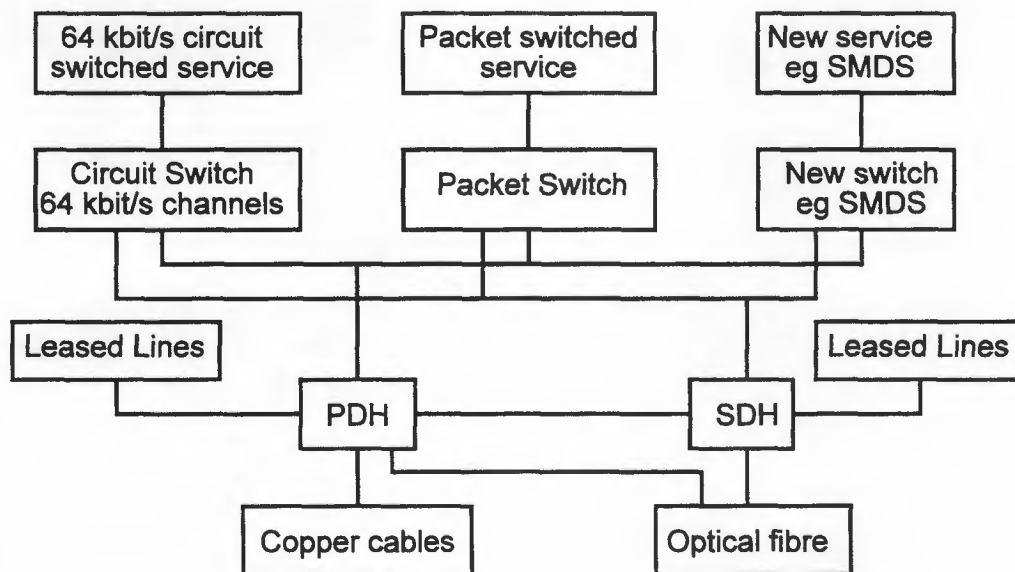 64 kbit/s circuit
switched service
Packet switched
service
New service
eg SMDS
Circuit Switch
64 kbit/s channels
Packet Switch
New switch
eg SMDS
Leased Lines
Leased Lines
PDH
SDH
Copper cables
Optical fibre